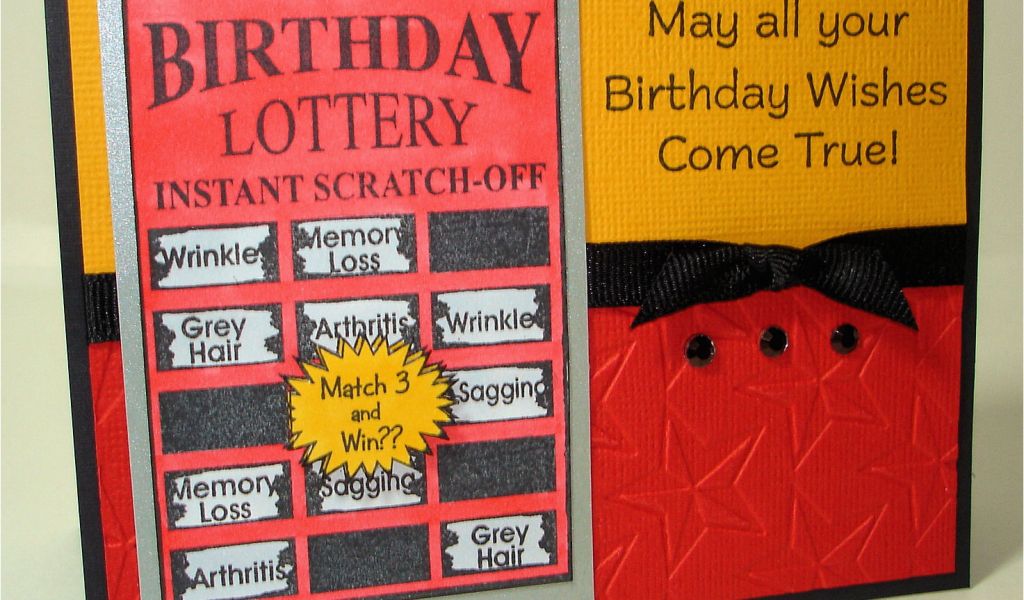 BIRTHDAY
LOTTERY
INSTANT SCRATCH-OFF
Wrinkle
Memory
Loss
Grey
Hair
Arthritis
Wrinkle
Match 3
and
Win??
Sagging
Memory
Loss
Sagging
Arthritis
Grey
Hair
May all your
Birthday Wishes
Come True!